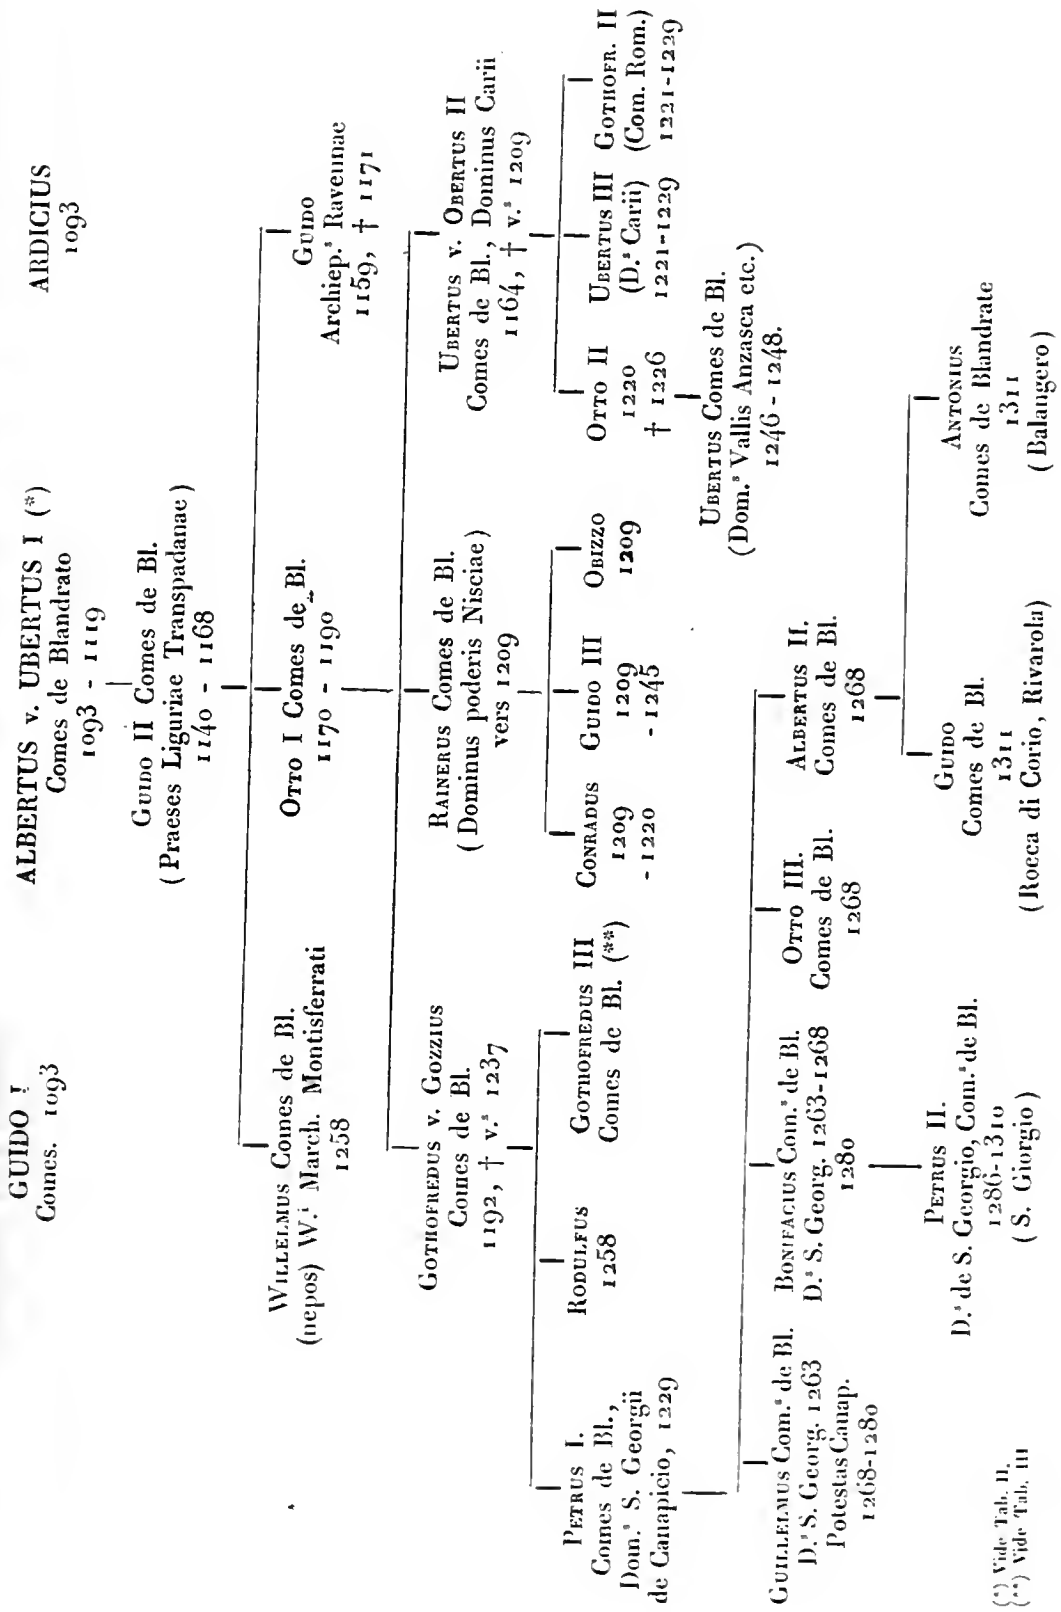 GUIDO I
Comes. 1093
ALBERTUS v. UBERTUS I (*)
Comes de Blandrato
1093 - 1119
ARDICIUS
1093
GUIDO II Comes de Bl.
(Praeses Liguriae Transpadanae)
1140 - 1168
WILLELMUS Comes de Bl.
(nepos) W.i March. Montisferrati
1258
OTTO I Comes de Bl.
1170 - 1190
GUIDO
Archiep.s Ravennae
1159, † 1171
GOTHOFREDUS v. GOZZIUS
Comes de Bl.
1192, † v.s 1237
RAINERUS Comes de Bl.
(Dominus poderis Nisciae)
vers 1209
UBERTUS v. OBERTUS II
Comes de Bl., Dominus Carii
1164, † v.s 1209
PETRUS I.
Comes de Bl.,
Dom.s S. Georgii
de Canapicio, 1229
RODULFUS
1258
GOTHOFREDUS III
Comes de Bl. (**)
CONRADUS
1209
- 1220
GUIDO III
1209
- 1245
OBIZZO
1209
OTTO II
1220
† 1226
UBERTUS III
(D.s Carii)
1221-1229
GOTHOFR. II
(Com. Rom.)
1221-1229
UBERTUS Comes de Bl.
(Dom.s Vallis Anzasca etc.)
1246 - 1248.
GUILLELMUS Com.s de Bl.
D.s S. Georg. 1263
Potestas Canap.
1268-1280
BONIFACIUS Com.s de Bl.
D.s S. Georg. 1263-1268
1280
OTTO III.
Comes de Bl.
1268
ALBERTUS II.
Comes de Bl.
1268
PETRUS II.
D.s de S. Georgio, Com.s de Bl.
1286-1310
(S. Giorgio)
GUIDO
Comes de Bl.
1311
(Rocca di Corio, Rivarola)
ANTONIUS
Comes de Blandrate
1311
(Balangero)
(*) Vide Tab. II.
(**) Vide Tab. III